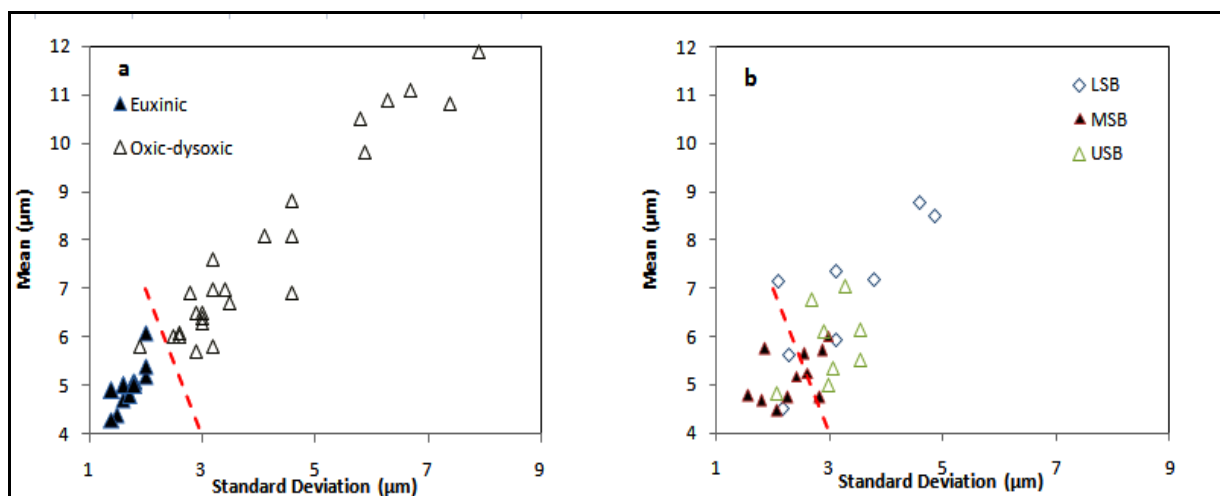 a
Euxinic
Oxic-dysoxic
12
11
10
9
8
7
6
5
4
Mean (µm)
1 3 5 7 9
Standard Deviation (µm)
b
LSB
MSB
USB
12
11
10
9
8
7
6
5
4
Mean (µm)
1 3 5 7 9
Standard Deviation (µm)